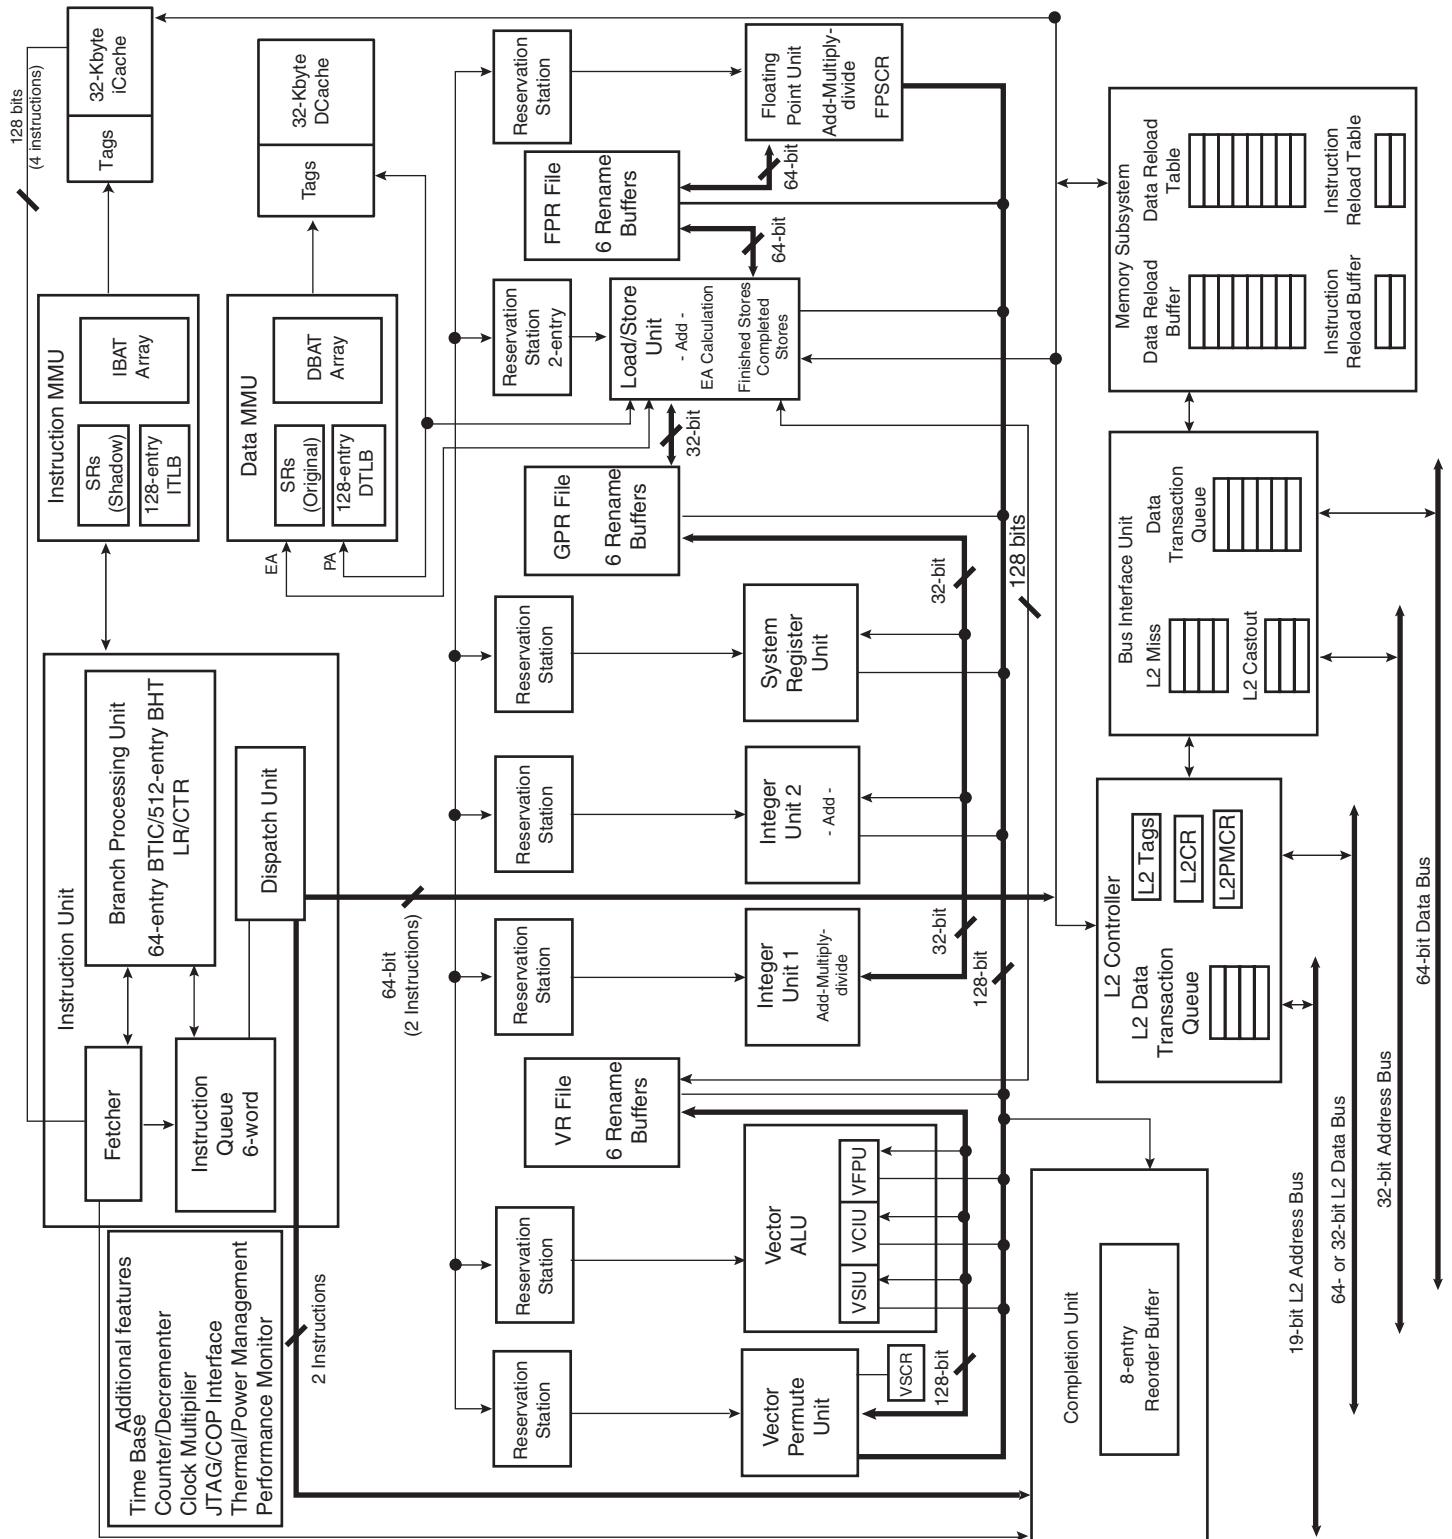 Additional features
Time Base
Counter/Decrementer
Clock Multiplier
JTAG/COP Interface
Thermal/Power Management
Performance Monitor
Instruction Unit
Fetcher
Branch Processing Unit
64-entry BTIC/512-entry BHT
LR/CTR
Instruction
Queue
6-word
Dispatch Unit
2 Instructions
64-bit
(2 Instructions)
128 bits
(4 instructions)
Instruction MMU
SRs
(Shadow)
128-entry
ITLB
IBAT
Array
Tags
32-Kbyte
iCache
Data MMU
SRs
(Original)
128-entry
DTLB
DBAT
Array
Tags
32-Kbyte
DCache
EA
PA
Reservation
Station
Reservation
Station
Reservation
Station
Reservation
Station
Reservation
Station
Reservation
Station
2-entry
Reservation
Station
VR File
6 Rename
Buffers
GPR File
6 Rename
Buffers
FPR File
6 Rename
Buffers
32-bit
64-bit
64-bit
Load/Store
Unit
- Add -
EA Calculation
Finished Stores
Completed
Stores
Vector
Permute
Unit
VSCR
128-bit
Vector
ALU
VSIU
VCIU
VFPU
Integer
Unit 1
Add-Multiply-
divide
Integer
Unit 2
- Add -
System
Register
Unit
Floating
Point Unit
Add-Multiply-
divide
FPSCR
32-bit
32-bit
128-bit
128 bits
Completion Unit
8-entry
Reorder Buffer
L2 Controller
L2 Data
Transaction
Queue
L2 Tags
L2CR
L2PMCR
Bus Interface Unit
L2 Miss
Data
Transaction
Queue
L2 Castout
Memory Subsystem
Data Reload
Buffer
Data Reload
Table
Instruction
Reload Buffer
Instruction
Reload Table
19-bit L2 Address Bus
64- or 32-bit L2 Data Bus
32-bit Address Bus
64-bit Data Bus